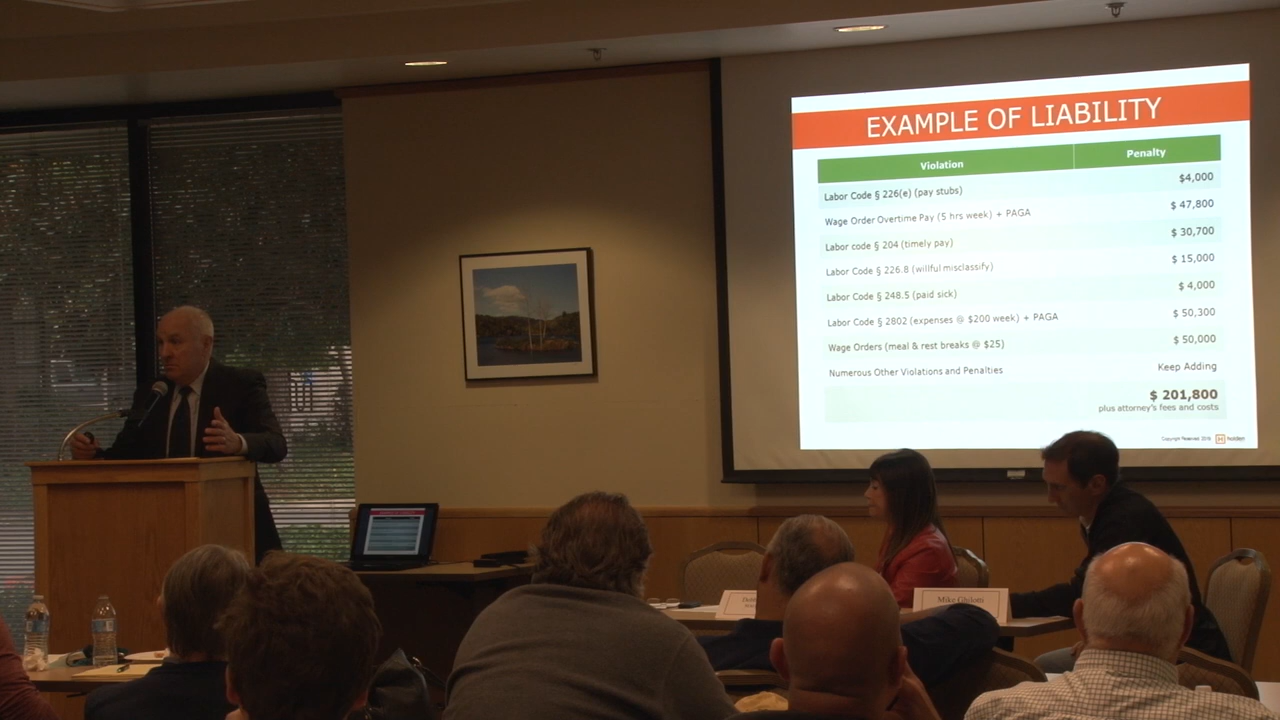 EXAMPLE OF LIABILITY
Violation Penalty
Labor Code § 226(e) (pay stubs) $4,000
Wage Order Overtime Pay (5 hrs week) + PAGA $ 47,800
Labor code § 204 (timely pay) $ 30,700
Labor Code § 226.8 (willful misclassify) $ 15,000
Labor Code § 248.5 (paid sick) $ 4,000
Labor Code § 2802 (expenses @ $200 week) + PAGA $ 50,300
Wage Orders (meal & rest breaks @ $25) $ 50,000
Numerous Other Violations and Penalties Keep Adding
$ 201,800
plus attorney's fees and costs
Copyright Reserved, H holden
Mike Ghilotti